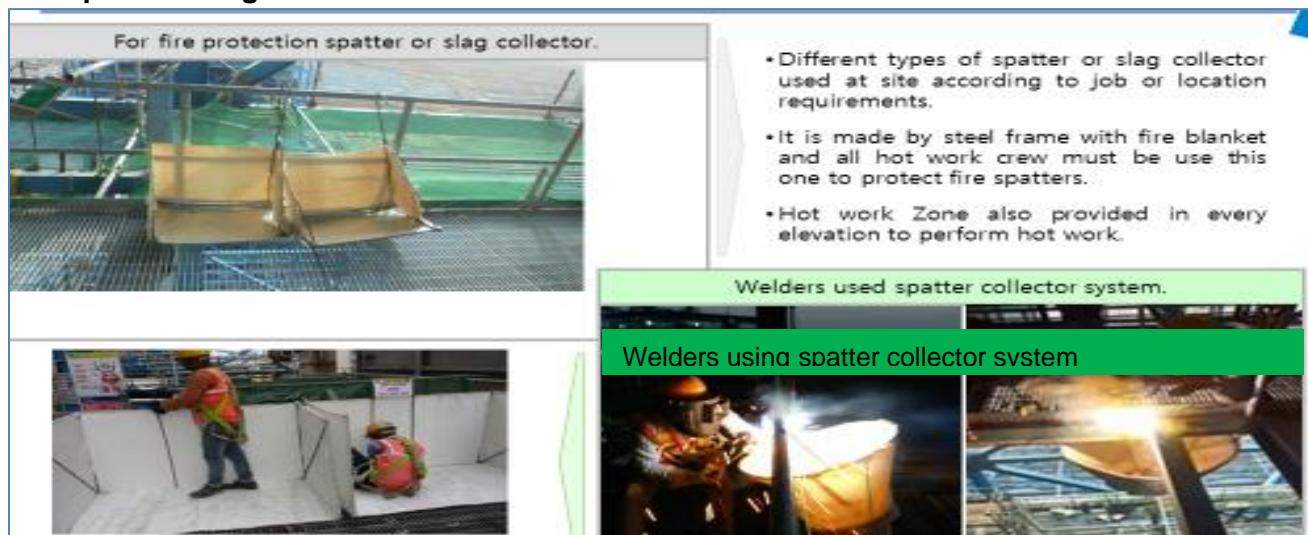 For fire protection spatter or slag collector.
•Different types of spatter or slag collector
used at site according to job or location
requirements.
•It is made by steel frame with fire blanket
and all hot work crew must be use this
one to protect fire spatters.
•Hot work Zone also provided in every
elevation to perform hot work.
Welders used spatter collector system.
Welders using spatter collector system